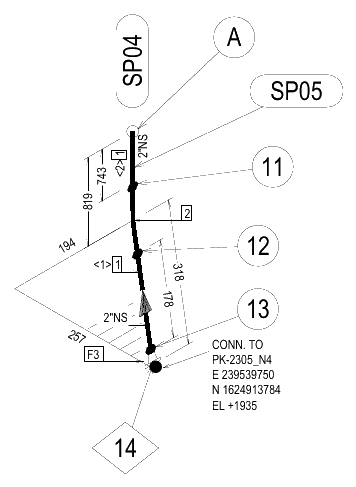 SP04
A
SP05
<2>1
2"NS
743
819
11
2
194
12
<1>1
318
178
2"NS
257
13
F3
CONN. TO
PK-2305_N4
E 239539750
N 1624913784
EL +1935
14